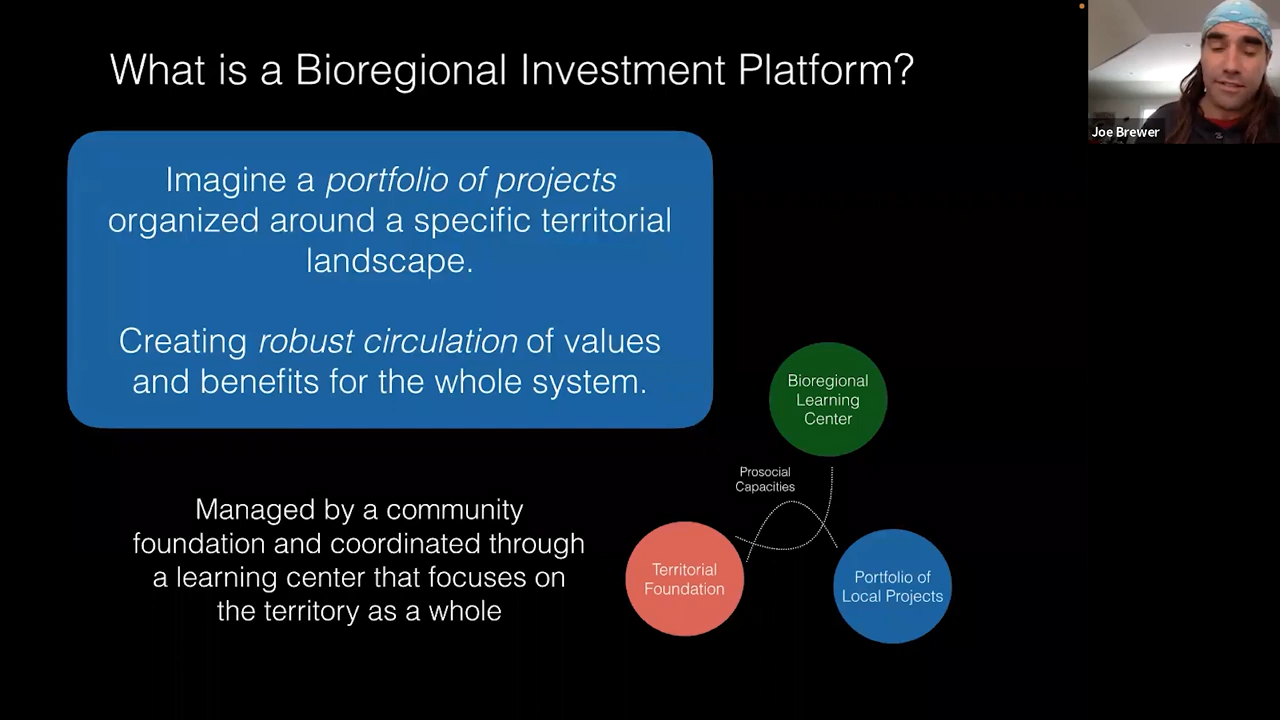 What is a Bioregional Investment Platform?
Joe Brewer
Imagine a portfolio of projects
organized around a specific territorial
landscape.
Creating robust circulation of values
and benefits for the whole system.
Managed by a community
foundation and coordinated through
a learning center that focuses on
the territory as a whole
Bioregional
Learning
Center
Prosocial
Capacities
Territorial
Foundation
Portfolio of
Local Projects